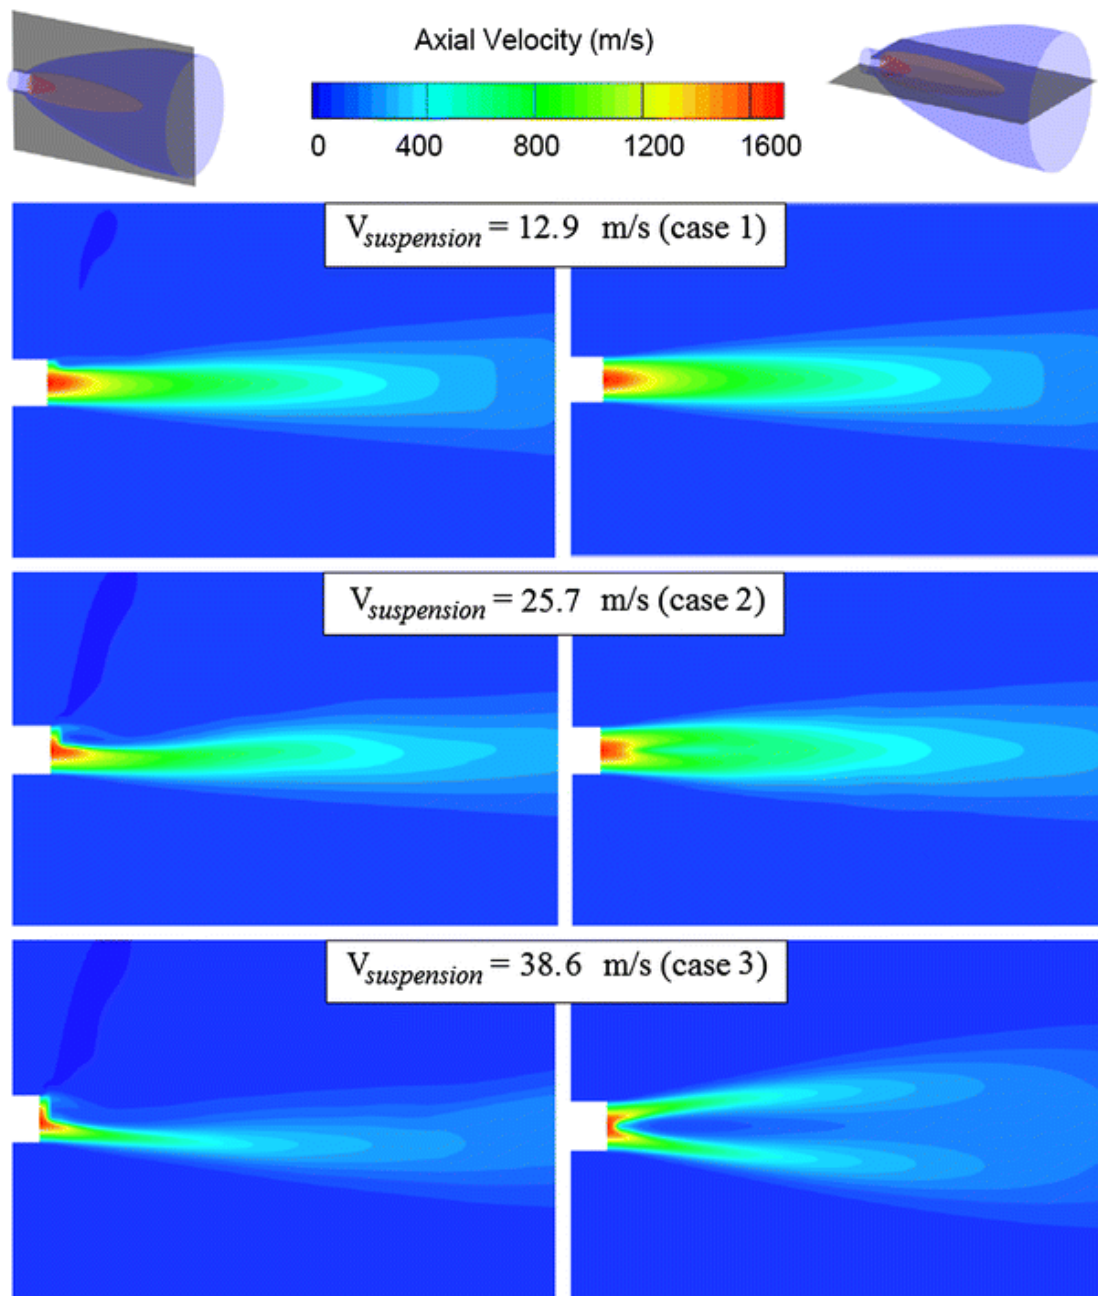 Axial Velocity (m/s)
0 400 800 1200 1600
Vsuspension = 12.9 m/s (case 1)
Vsuspension = 25.7 m/s (case 2)
Vsuspension = 38.6 m/s (case 3)